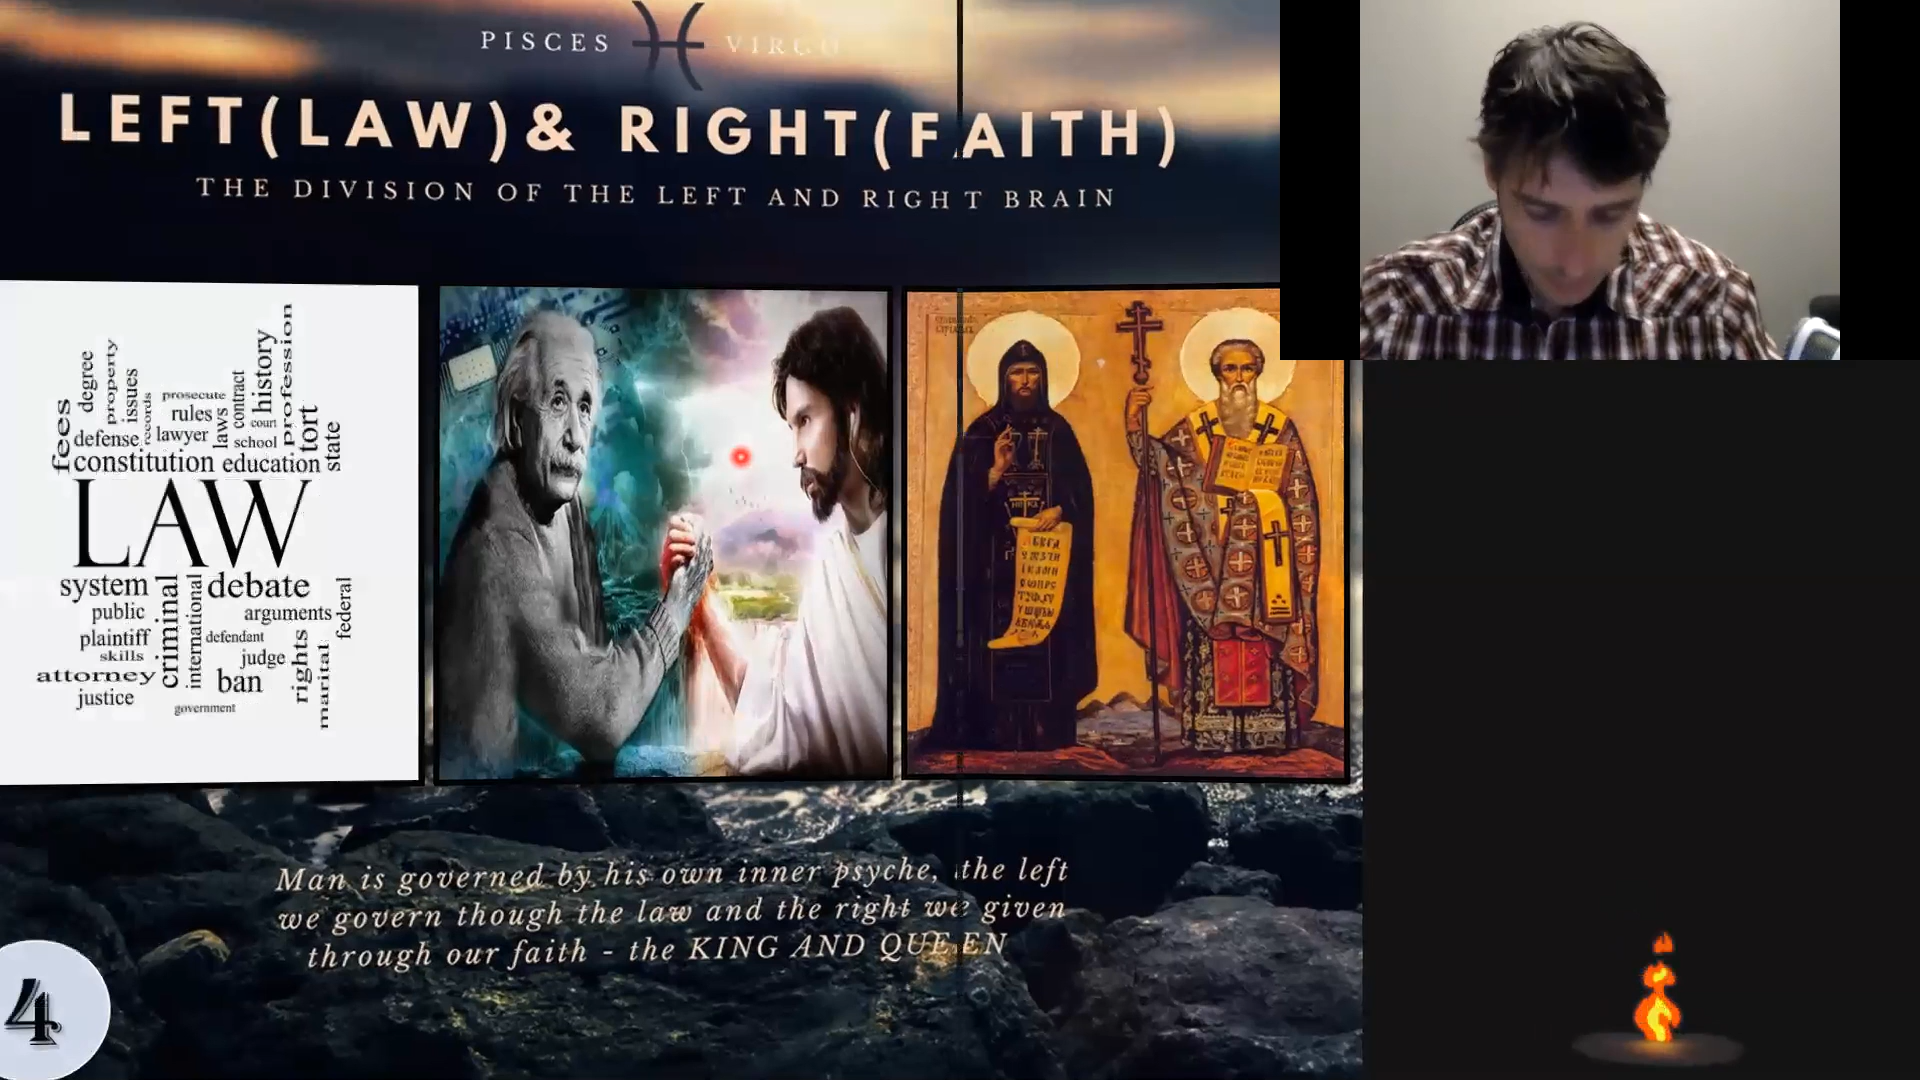 PISCES VIRGO
LEFT(LAW)& RIGHT(FAITH)
THE DIVISION OF THE LEFT AND RIGHT BRAIN
fees
degree
property
issues
records
prosecute
rules
laws
contract
history
profession
court
defense
lawyer
school
tort
state
constitution
education
LAW
system
debate
public
criminal
international
arguments
federal
plaintiff
defendant
skills
judge
rights
marital
attorney
ban
justice
government
Man is governed by his own inner psyche, the left
we govern though the law and the right we given
through our faith - the KING AND QUEEN
4